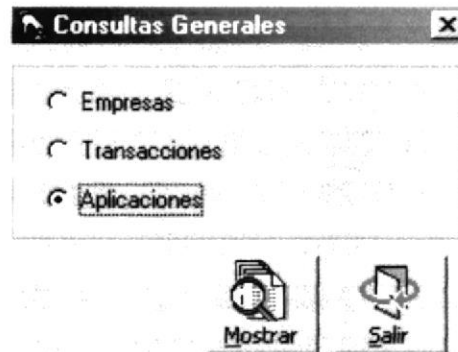 Consultas Generales
Empresas
Transacciones
Aplicaciones
Mostrar Salir